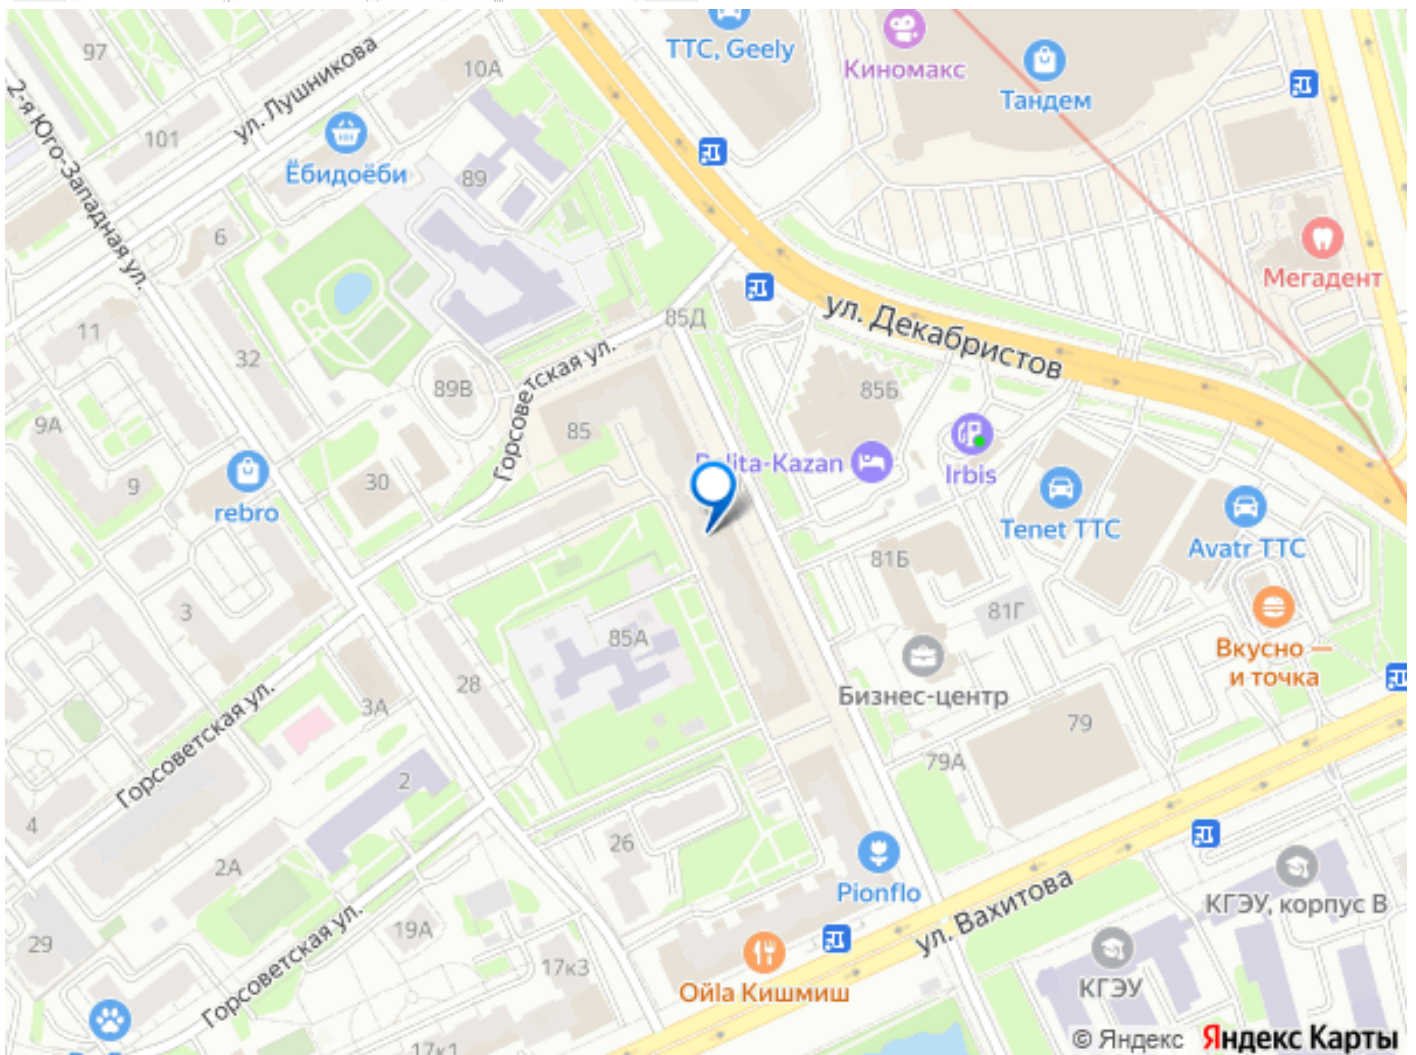 97
ул. Лушникова
10А
ТТС, Geely
Киномакс
Тандем
2-я Юго-Западная ул.
101
Ёбидоёби
89
6
Мегадент
11
32
85Д
ул. Декабристов
Горсоветская ул.
89В
85Б
9А
85
30
9
rebro
-Kazan
Irbis
Tenet ТТС
Avatr ТТС
81Б
81Г
3
85А
Вкусно —
и точка
28
Бизнес-центр
3А
Горсоветская ул.
79
79А
2
4
26
2А
Pionflo
ул. Вахитова
КГЭУ, корпус В
Горсоветская ул.
19А
29
17к3
Ойla Кишмиш
КГЭУ
17к1
© Яндекс Яндекс Карты